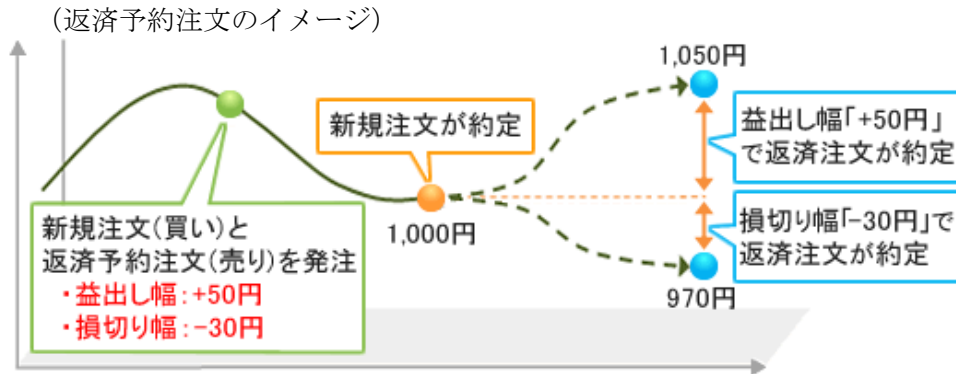 (返済予約注文のイメージ)
1,050円
新規注文が約定
益出し幅「+50円」
で返済注文が約定
新規注文(買い)と
返済予約注文(売り)を発注
・益出し幅:+50円
・損切り幅:-30円
1,000円
損切り幅「-30円」で
返済注文が約定
970円